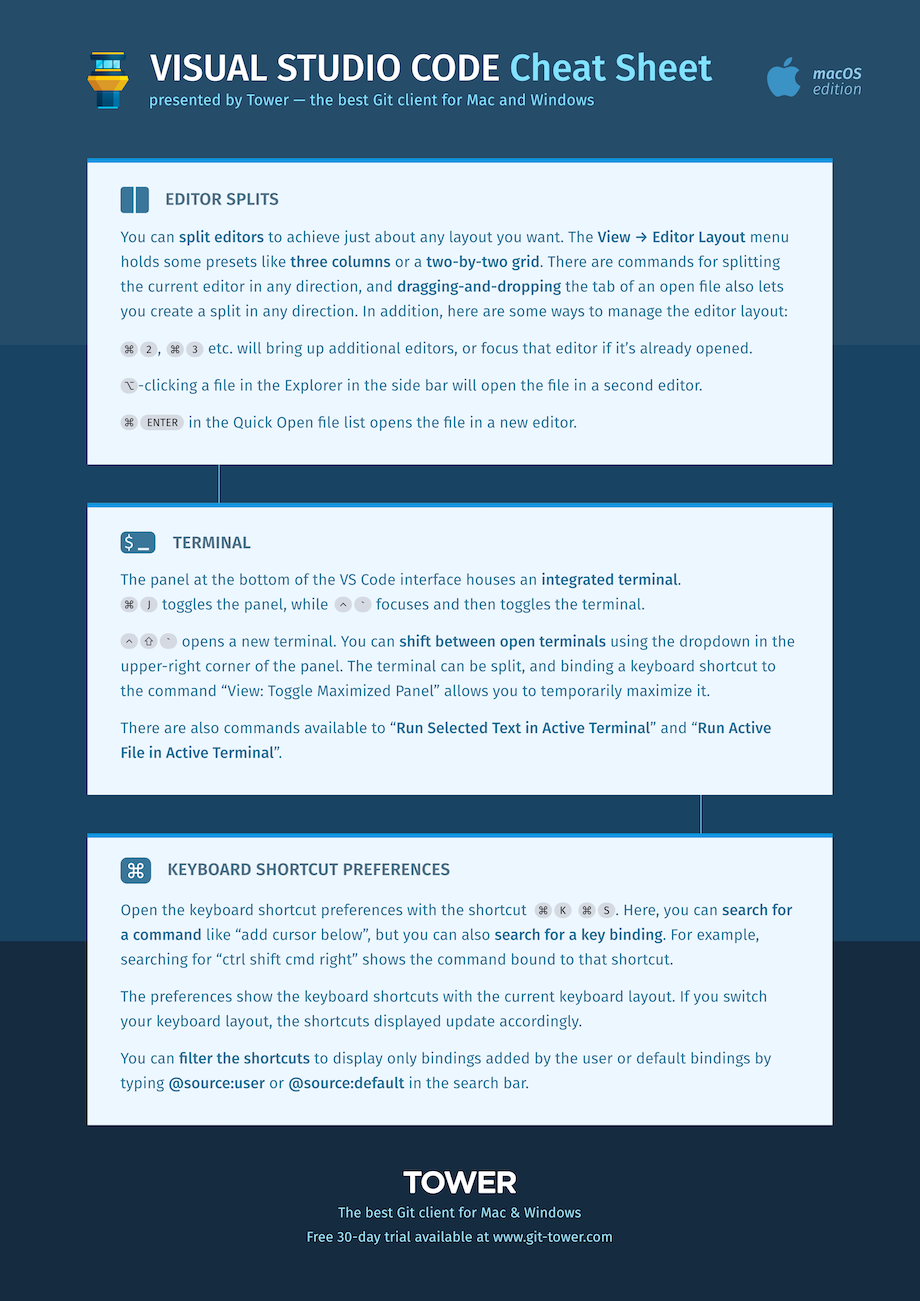 VISUAL STUDIO CODE Cheat Sheet
presented by Tower — the best Git client for Mac and Windows
macOS
edition
EDITOR SPLITS
You can split editors to achieve just about any layout you want. The View → Editor Layout menu
holds some presets like three columns or a two-by-two grid. There are commands for splitting
the current editor in any direction, and dragging-and-dropping the tab of an open file also lets
you create a split in any direction. In addition, here are some ways to manage the editor layout:
⌘ 2, ⌘ 3 etc. will bring up additional editors, or focus that editor if it’s already opened.
⌥-clicking a file in the Explorer in the side bar will open the file in a second editor.
⌘ ENTER in the Quick Open file list opens the file in a new editor.
$_ TERMINAL
The panel at the bottom of the VS Code interface houses an integrated terminal.
⌘ J toggles the panel, while ^ ` focuses and then toggles the terminal.
^ ⇧ ` opens a new terminal. You can shift between open terminals using the dropdown in the
upper-right corner of the panel. The terminal can be split, and binding a keyboard shortcut to
the command “View: Toggle Maximized Panel” allows you to temporarily maximize it.
There are also commands available to “Run Selected Text in Active Terminal” and “Run Active
File in Active Terminal”.
⌘ KEYBOARD SHORTCUT PREFERENCES
Open the keyboard shortcut preferences with the shortcut ⌘ K ⌘ S. Here, you can search for
a command like “add cursor below”, but you can also search for a key binding. For example,
searching for “ctrl shift cmd right” shows the command bound to that shortcut.
The preferences show the keyboard shortcuts with the current keyboard layout. If you switch
your keyboard layout, the shortcuts displayed update accordingly.
You can filter the shortcuts to display only bindings added by the user or default bindings by
typing @source:user or @source:default in the search bar.
TOWER
The best Git client for Mac & Windows
Free 30-day trial available at www.git-tower.com